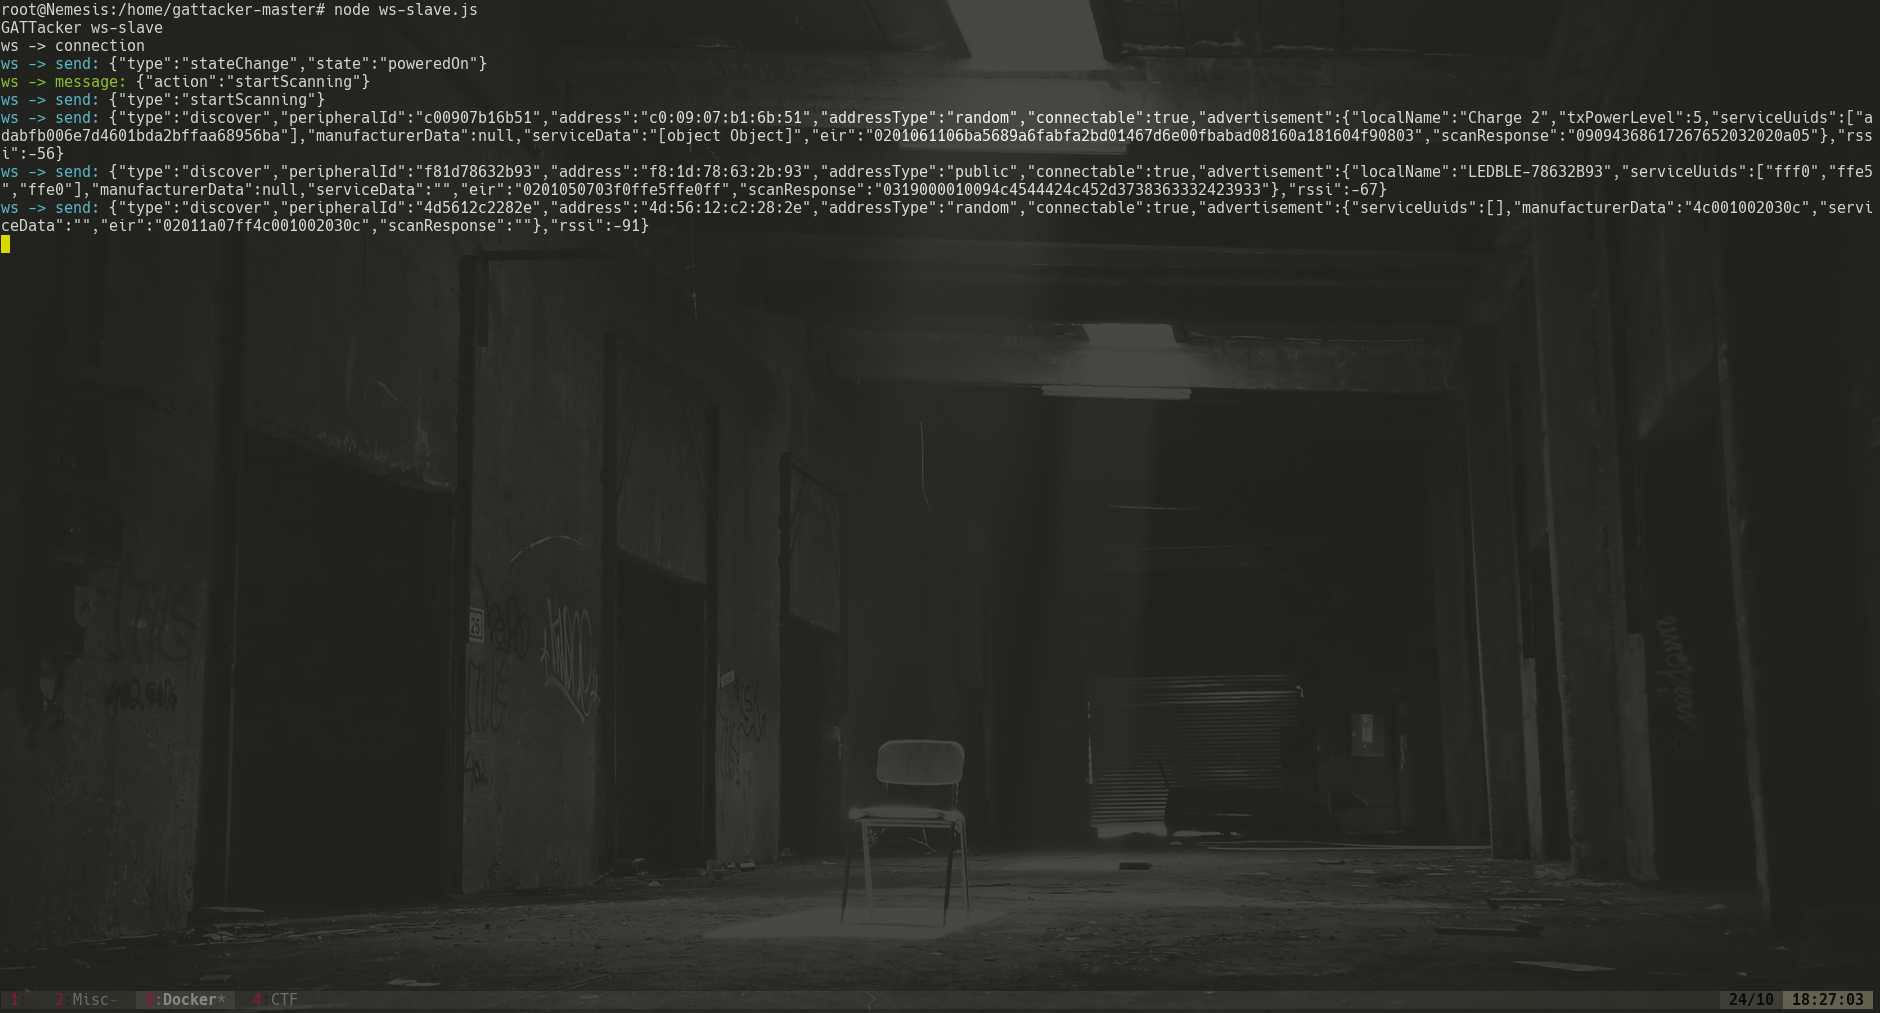 root@Nemesis:/home/gattacker-master# node ws-slave.js
GATTacker ws-slave
ws -> connection
ws -> send: {"type":"stateChange","state":"poweredOn"}
ws -> message: {"action":"startScanning"}
ws -> send: {"type":"startScanning"}
ws -> send: {"type":"discover","peripheralId":"c00907b16b51","address":"c0:09:07:b1:6b:51","addressType":"random","connectable":true,"advertisement":{"localName":"Charge 2","txPowerLevel":5,"serviceUuids":["a
dabfb006e7d4601bda2bffaa68956ba"],"manufacturerData":null,"serviceData":"[object Object]","eir":"0201061106ba5689a6fabfa2bd01467d6e00fbabad08160a181604f90803","scanResponse":"09094368617267652032020a05"},"rss
i":-56}
ws -> send: {"type":"discover","peripheralId":"f81d78632b93","address":"f8:1d:78:63:2b:93","addressType":"public","connectable":true,"advertisement":{"localName":"LEDBLE-78632B93","serviceUuids":["fff0","ffe5
","ffe0"],"manufacturerData":null,"serviceData":"","eir":"0201050703f0ffe5ffe0ff","scanResponse":"0319000010094c4544424c452d3738363332423933"},"rssi":-67}
ws -> send: {"type":"discover","peripheralId":"4d5612c2282e","address":"4d:56:12:c2:28:2e","addressType":"random","connectable":true,"advertisement":{"serviceUuids":[],"manufacturerData":"4c001002030c","servi
ceData":"","eir":"02011a07ff4c001002030c","scanResponse":""},"rssi":-91}
25
1: 2:Misc- 3:Docker* 4:CTF 24/10 18:27:03